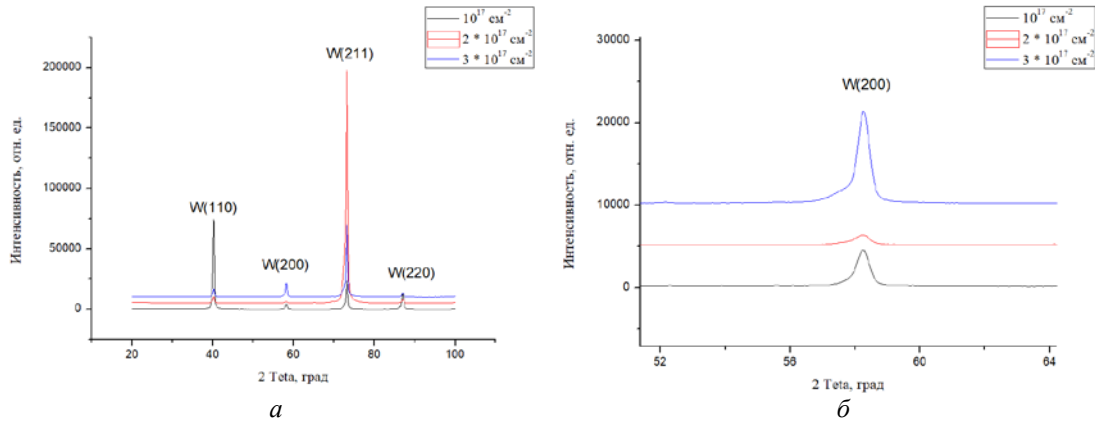 10¹⁷ см⁻²
2 * 10¹⁷ см⁻²
3 * 10¹⁷ см⁻²
W(211)
W(110)
W(200)
W(220)
200000
150000
100000
50000
0
Интенсивность, отн. ед.
20
40
60
80
100
2 Teta, град
а
10¹⁷ см⁻²
2 * 10¹⁷ см⁻²
3 * 10¹⁷ см⁻²
W(200)
30000
20000
10000
0
Интенсивность, отн. ед.
52
56
60
64
2 Teta, град
б